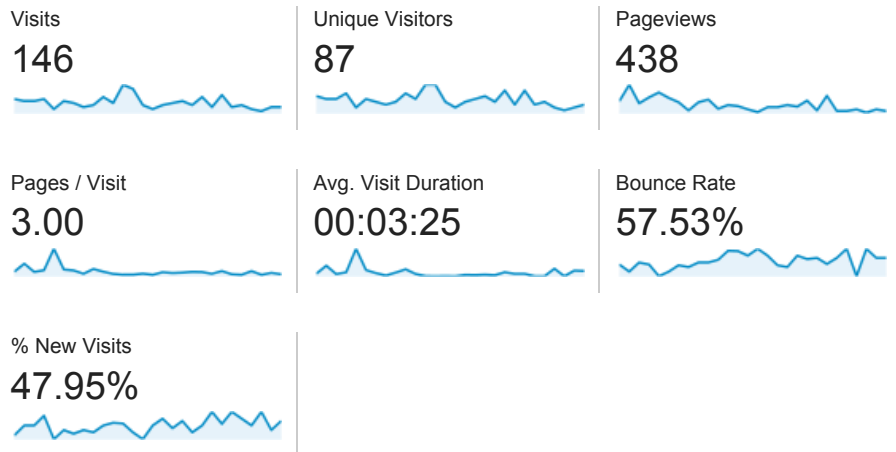 Visits
146
Unique Visitors
87
Pageviews
438
Pages / Visit
3.00
Avg. Visit Duration
00:03:25
Bounce Rate
57.53%
% New Visits
47.95%